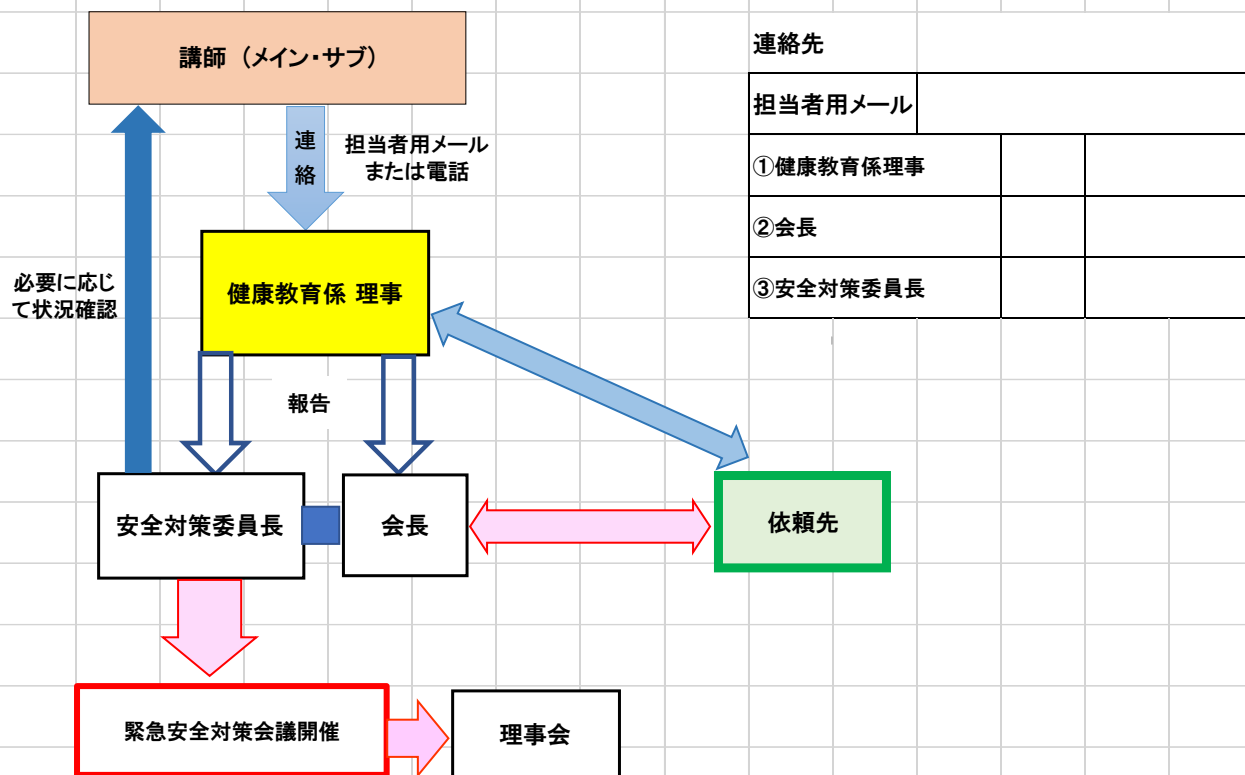 講師 （メイン・サブ）
連
絡
担当者用メール
または電話
健康教育係 理事
必要に応じ
て状況確認
報告
安全対策委員長
会長
依頼先
緊急安全対策会議開催
理事会
連絡先
担当者用メール
①健康教育係理事
②会長
③安全対策委員長